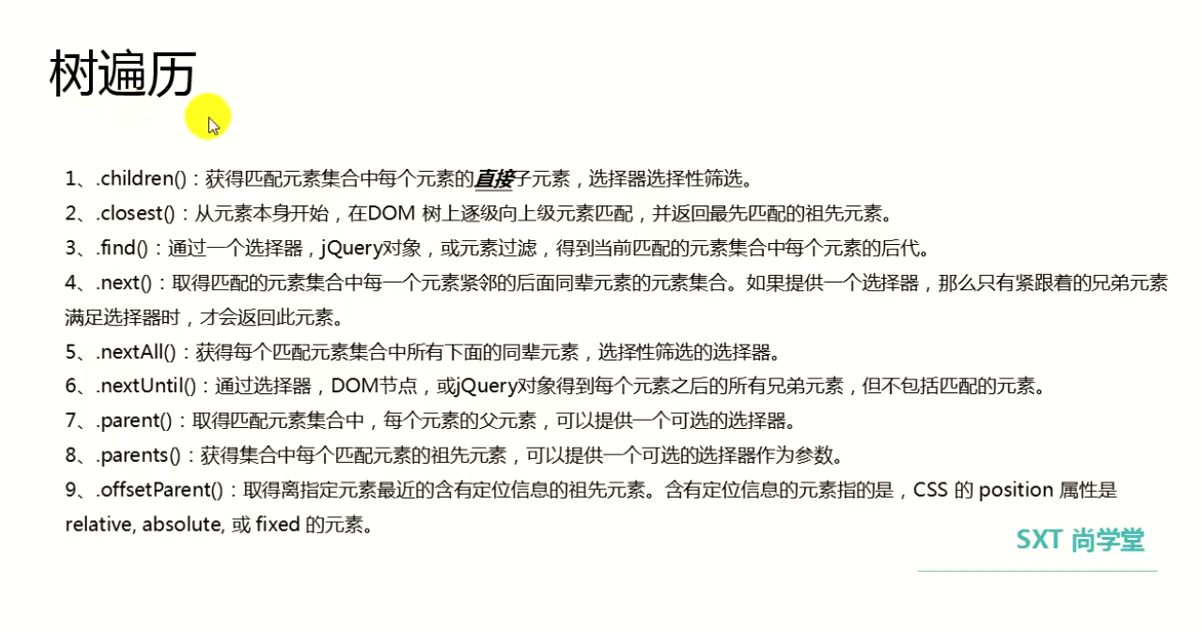 树遍历
1、.children()：获得匹配元素集合中每个元素的直接子元素，选择器选择性筛选。
2、.closest()：从元素本身开始，在DOM 树上逐级向上级元素匹配，并返回最先匹配的祖先元素。
3、.find()：通过一个选择器，jQuery对象，或元素过滤，得到当前匹配的元素集合中每个元素的后代。
4、.next()：取得匹配的元素集合中每一个元素紧邻的后面同辈元素的元素集合。如果提供一个选择器，那么只有紧跟着的兄弟元素
满足选择器时，才会返回此元素。
5、.nextAll()：获得每个匹配元素集合中所有下面的同辈元素，选择性筛选的选择器。
6、.nextUntil()：通过选择器，DOM节点，或jQuery对象得到每个元素之后的所有兄弟元素，但不包括匹配的元素。
7、.parent()：取得匹配元素集合中，每个元素的父元素，可以提供一个可选的选择器。
8、.parents()：获得集合中每个匹配元素的祖先元素，可以提供一个可选的选择器作为参数。
9、.offsetParent()：取得离指定元素最近的含有定位信息的祖先元素。含有定位信息的元素指的是，CSS 的 position 属性是
relative, absolute, 或 fixed 的元素。
SXT 尚学堂